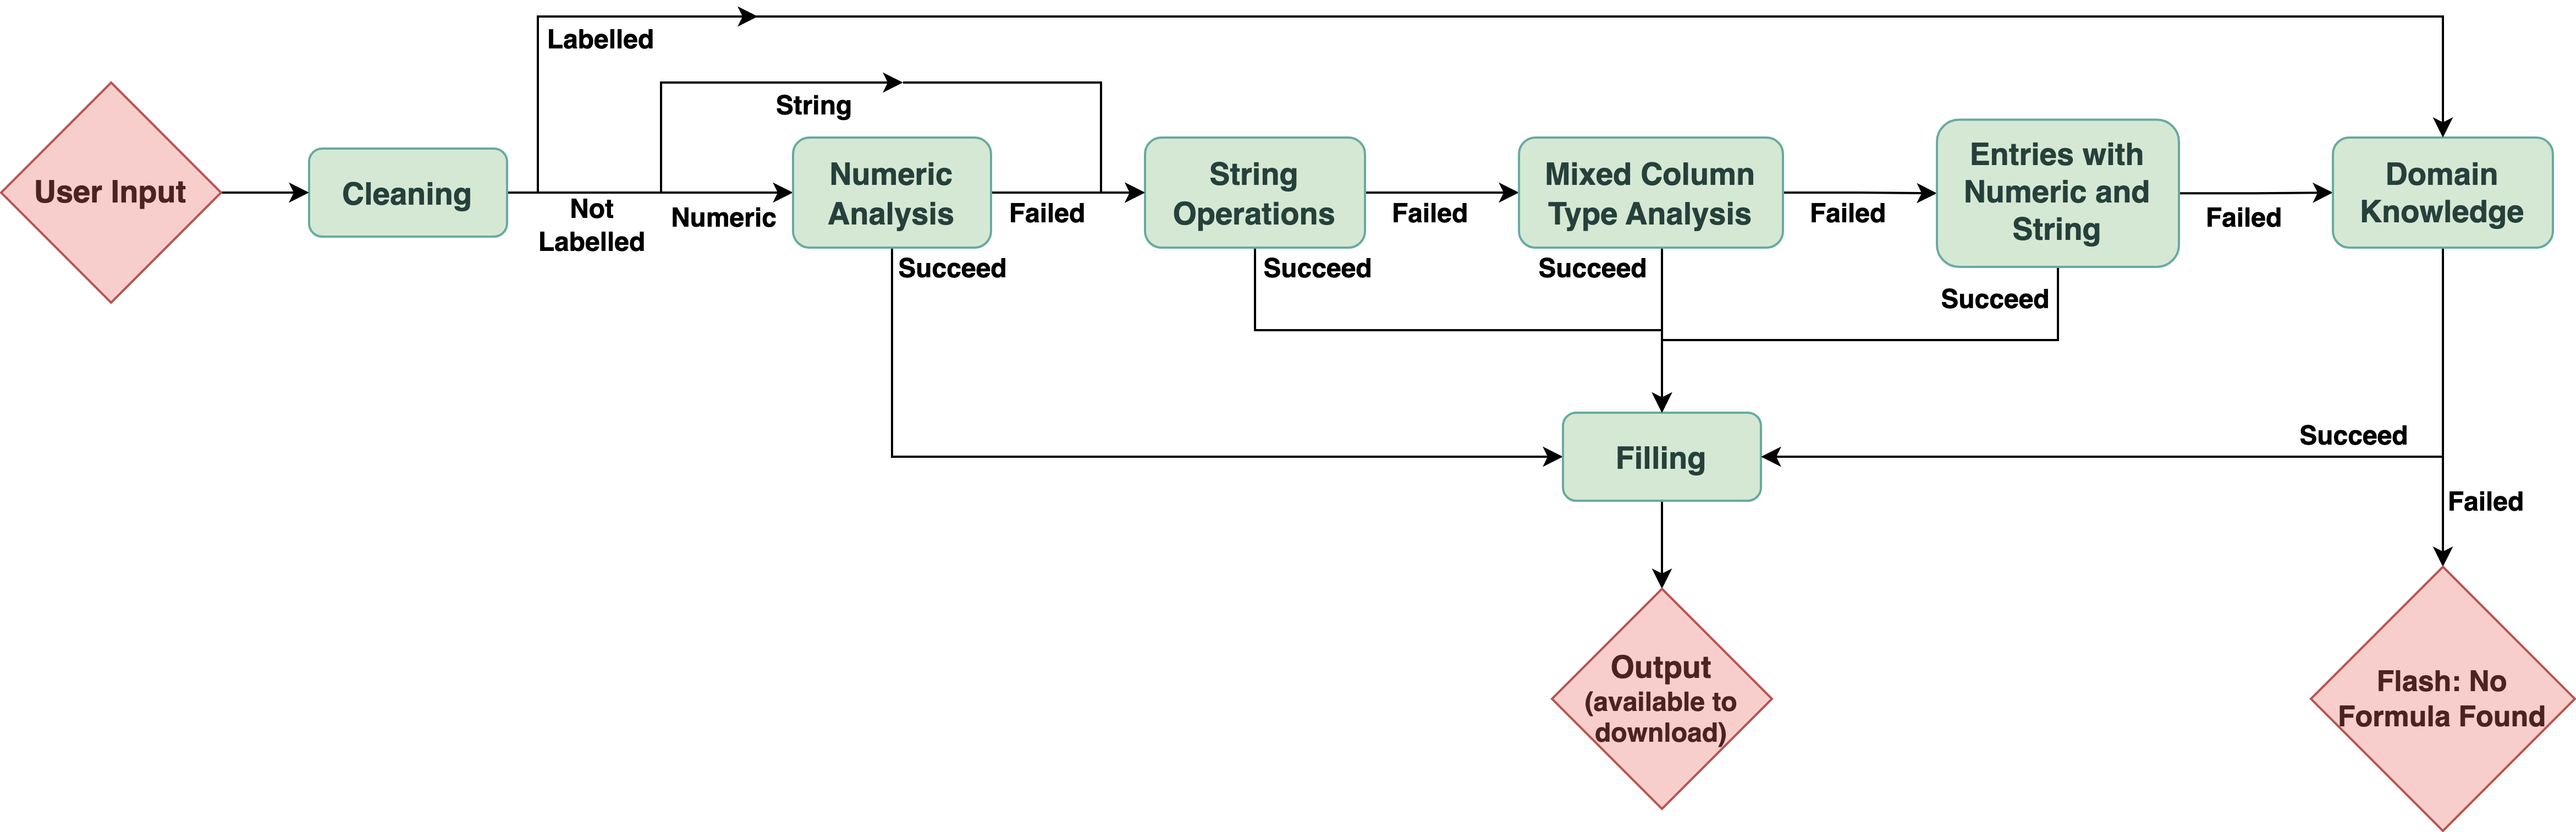 Labelled
String
User Input
Cleaning
Not
Labelled
Numeric
Numeric
Analysis
Failed
String
Operations
Failed
Mixed Column
Type Analysis
Failed
Entries with
Numeric and
String
Failed
Domain
Knowledge
Succeed
Succeed
Succeed
Succeed
Filling
Succeed
Failed
Output
(available to
download)
Flash: No
Formula Found